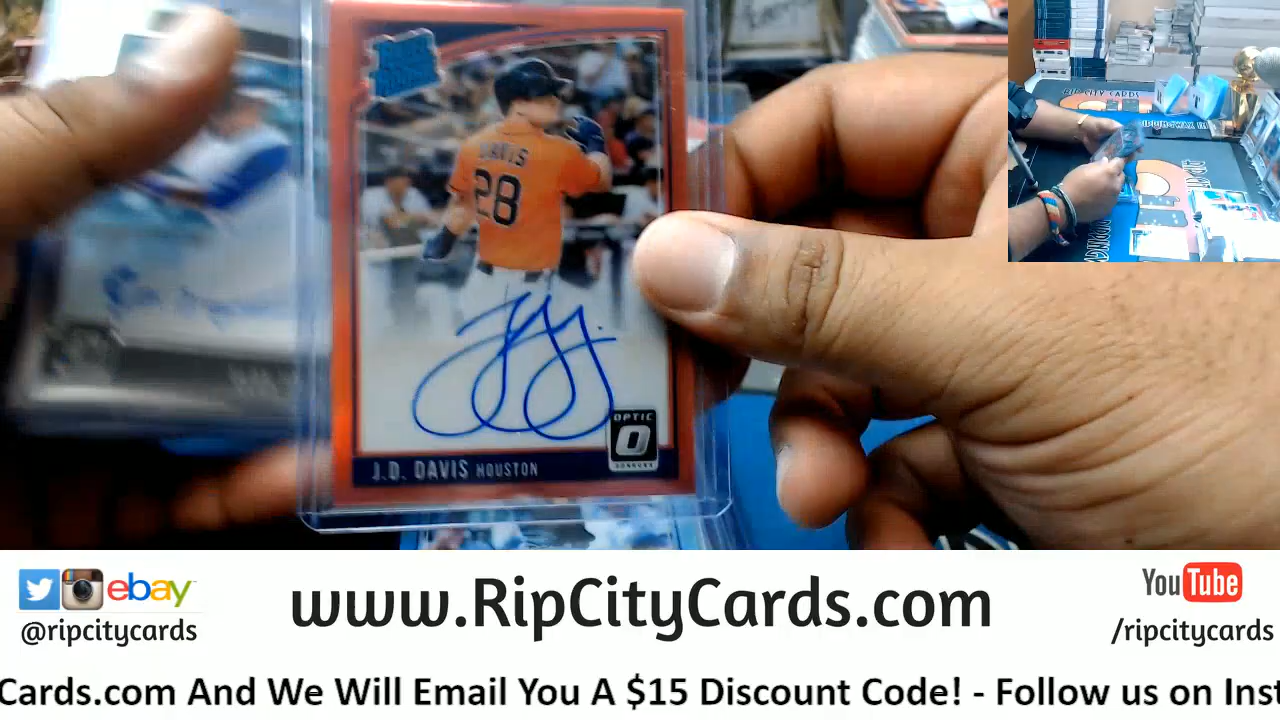 RATED ROOKIE
DAVIS
28
OPTIC
DONRUSS
J.D. DAVIS HOUSTON
RIP CITY CARDS
ebay
@ripcitycards
www.RipCityCards.com
YouTube
/ripcitycards
Cards.com And We Will Email You A $15 Discount Code! - Follow us on Inst